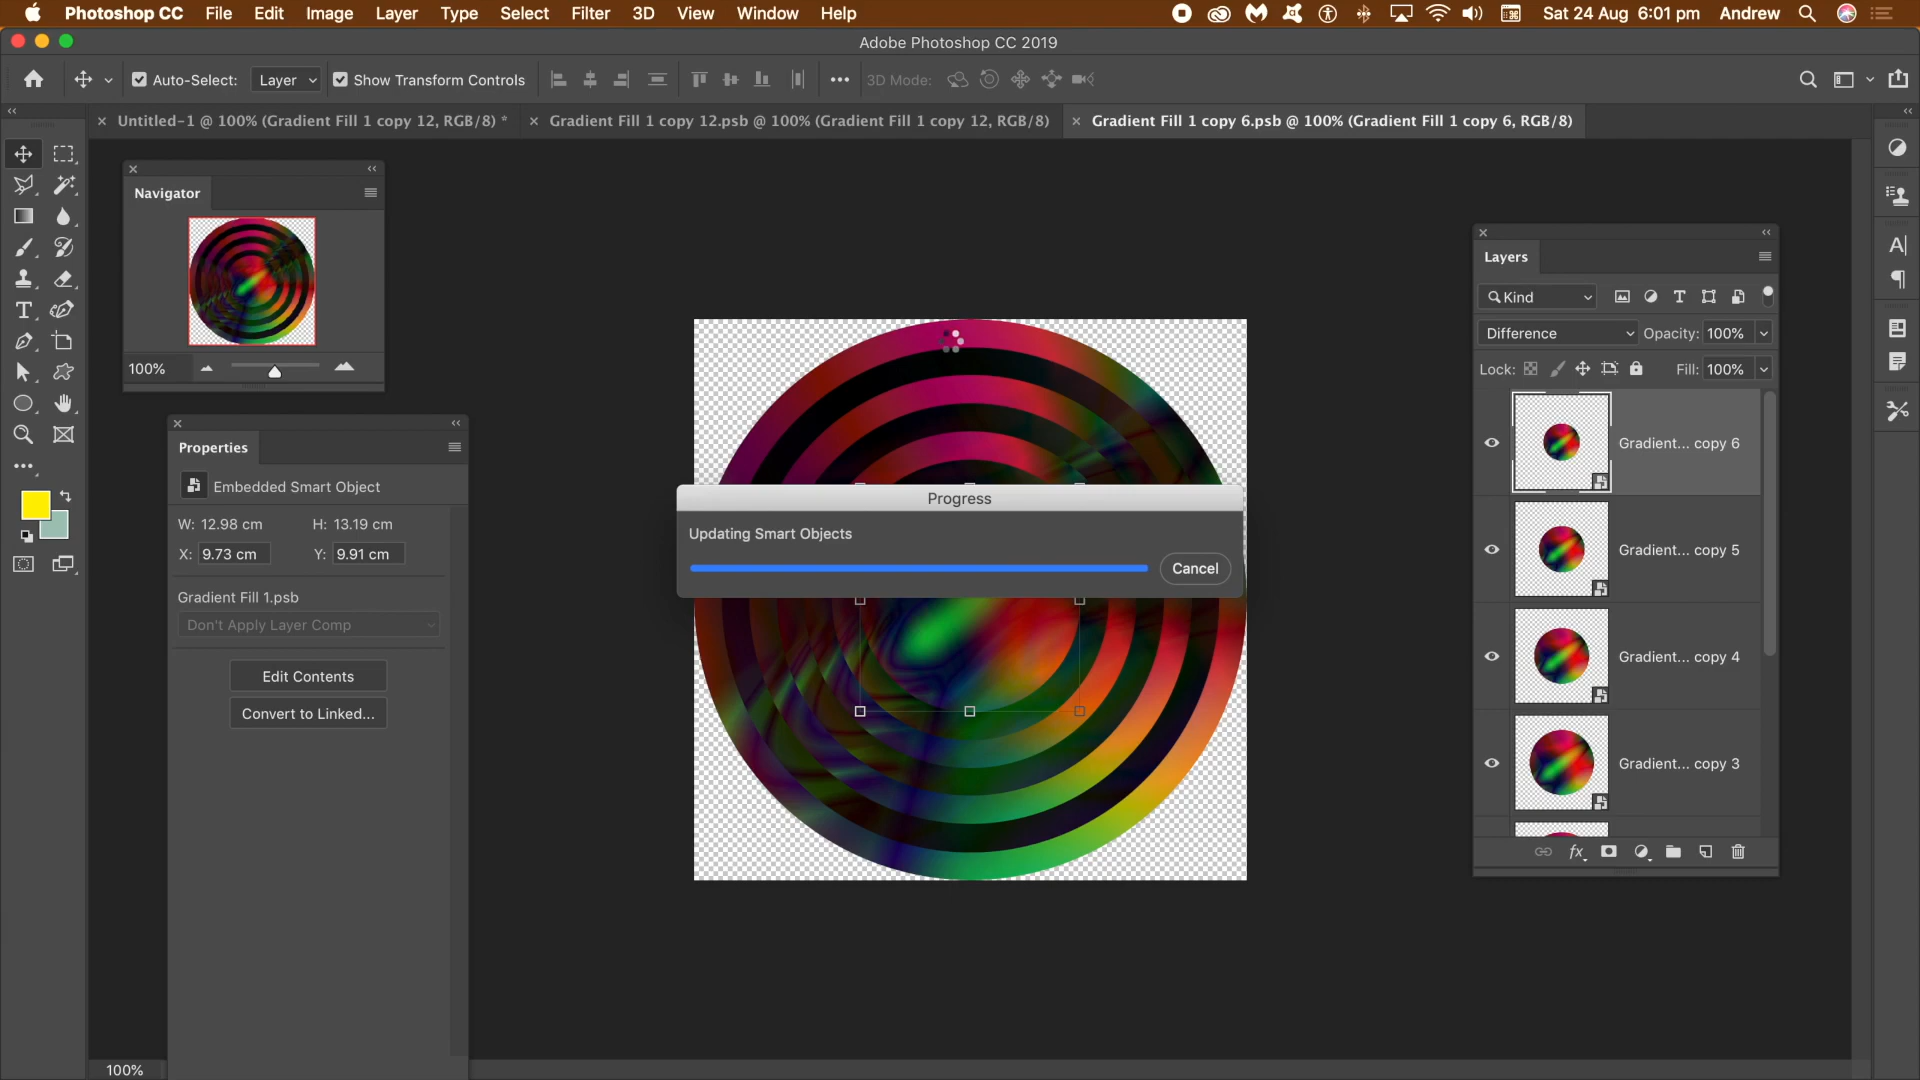 Photoshop CC File Edit Image Layer Type Select Filter 3D View Window Help Sat 24 Aug 6:01 pm Andrew
Adobe Photoshop CC 2019
Auto-Select: Layer Show Transform Controls 3D Mode:
Untitled-1 @ 100% (Gradient Fill 1 copy 12, RGB/8) * Gradient Fill 1 copy 12.psb @ 100% (Gradient Fill 1 copy 12, RGB/8) Gradient Fill 1 copy 6.psb @ 100% (Gradient Fill 1 copy 6, RGB/8)
Navigator
100%
Properties
Embedded Smart Object
W: 12.98 cm H: 13.19 cm
X: 9.73 cm Y: 9.91 cm
Gradient Fill 1.psb
Don't Apply Layer Comp
Edit Contents
Convert to Linked...
Progress
Updating Smart Objects
Cancel
Layers
Kind
Difference Opacity: 100%
Lock: Fill: 100%
Gradient... copy 6
Gradient... copy 5
Gradient... copy 4
Gradient... copy 3
100%